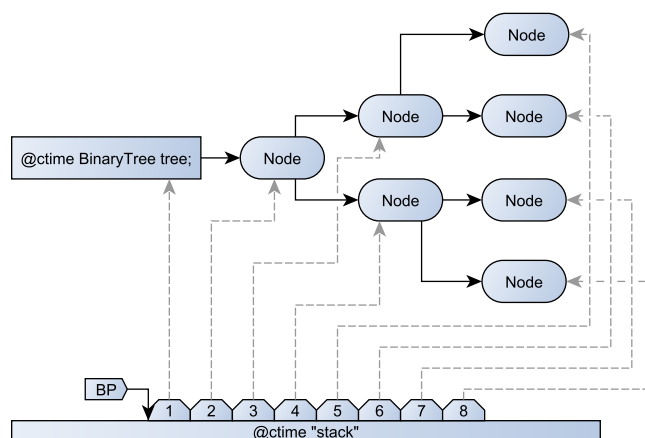 Node
Node
Node
@ctime BinaryTree tree;
Node
Node
Node
Node
BP
1 2 3 4 5 6 7 8
@ctime "stack"